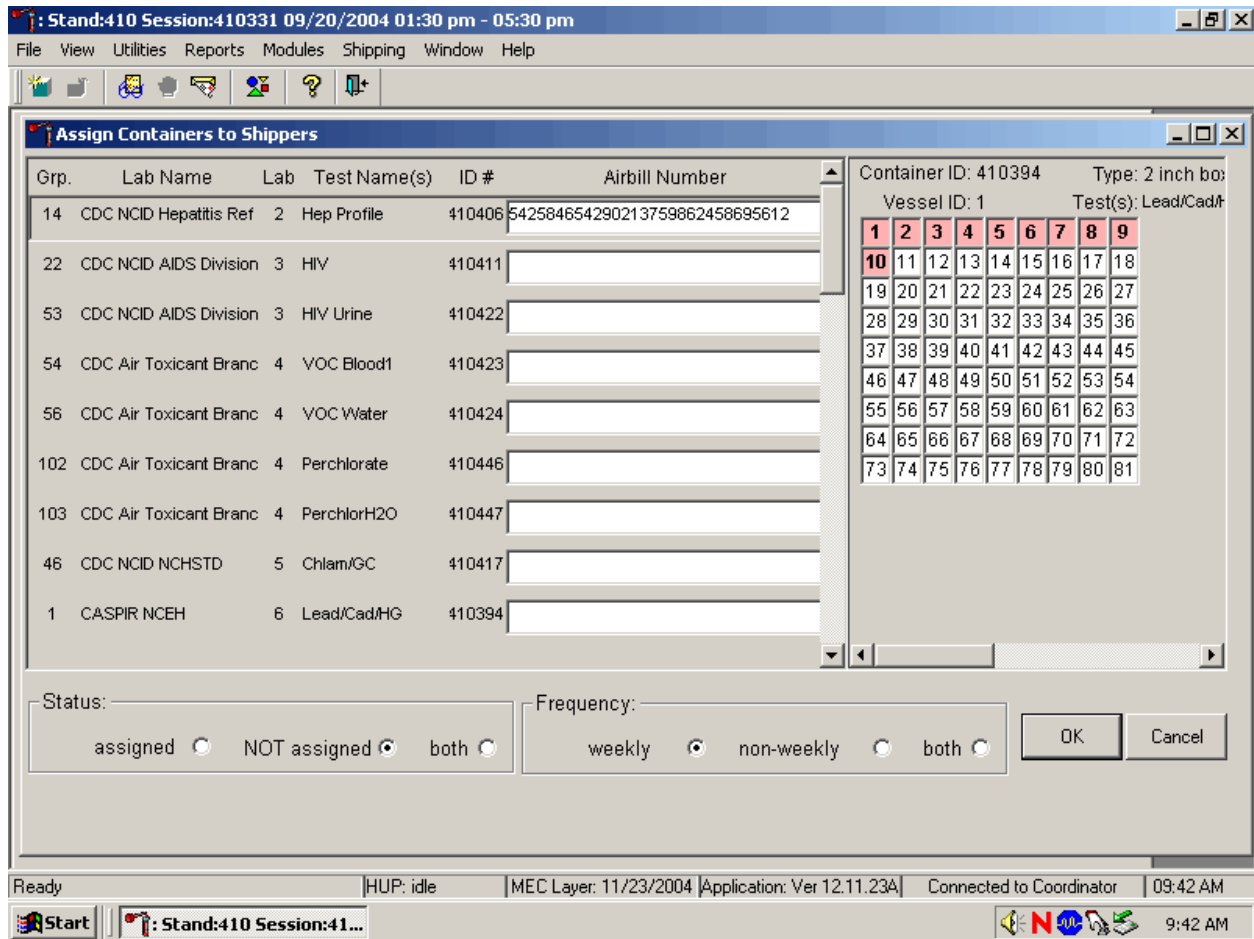 : Stand:410 Session:410331 09/20/2004 01:30 pm - 05:30 pm
File View Utilities Reports Modules Shipping Window Help
Assign Containers to Shippers
Grp. Lab Name Lab Test Name(s) ID # Airbill Number
14 CDC NCID Hepatitis Ref 2 Hep Profile 410406 542584654290213759862458695612
22 CDC NCID AIDS Division 3 HIV 410411
53 CDC NCID AIDS Division 3 HIV Urine 410422
54 CDC Air Toxicant Branc 4 VOC Blood1 410423
56 CDC Air Toxicant Branc 4 VOC Water 410424
102 CDC Air Toxicant Branc 4 Perchlorate 410446
103 CDC Air Toxicant Branc 4 PerchlorH2O 410447
46 CDC NCID NCHSTD 5 Chlam/GC 410417
1 CASPIR NCEH 6 Lead/Cad/HG 410394
Container ID: 410394 Type: 2 inch box
Vessel ID: 1 Test(s): Lead/Cad/H
1 2 3 4 5 6 7 8 9
10 11 12 13 14 15 16 17 18
19 20 21 22 23 24 25 26 27
28 29 30 31 32 33 34 35 36
37 38 39 40 41 42 43 44 45
46 47 48 49 50 51 52 53 54
55 56 57 58 59 60 61 62 63
64 65 66 67 68 69 70 71 72
73 74 75 76 77 78 79 80 81
Status:
assigned NOT assigned both
Frequency:
weekly non-weekly both
OK Cancel
Ready HUP: idle MEC Layer: 11/23/2004 Application: Ver 12.11.23A Connected to Coordinator 09:42 AM
Start : Stand:410 Session:41... N 9:42 AM